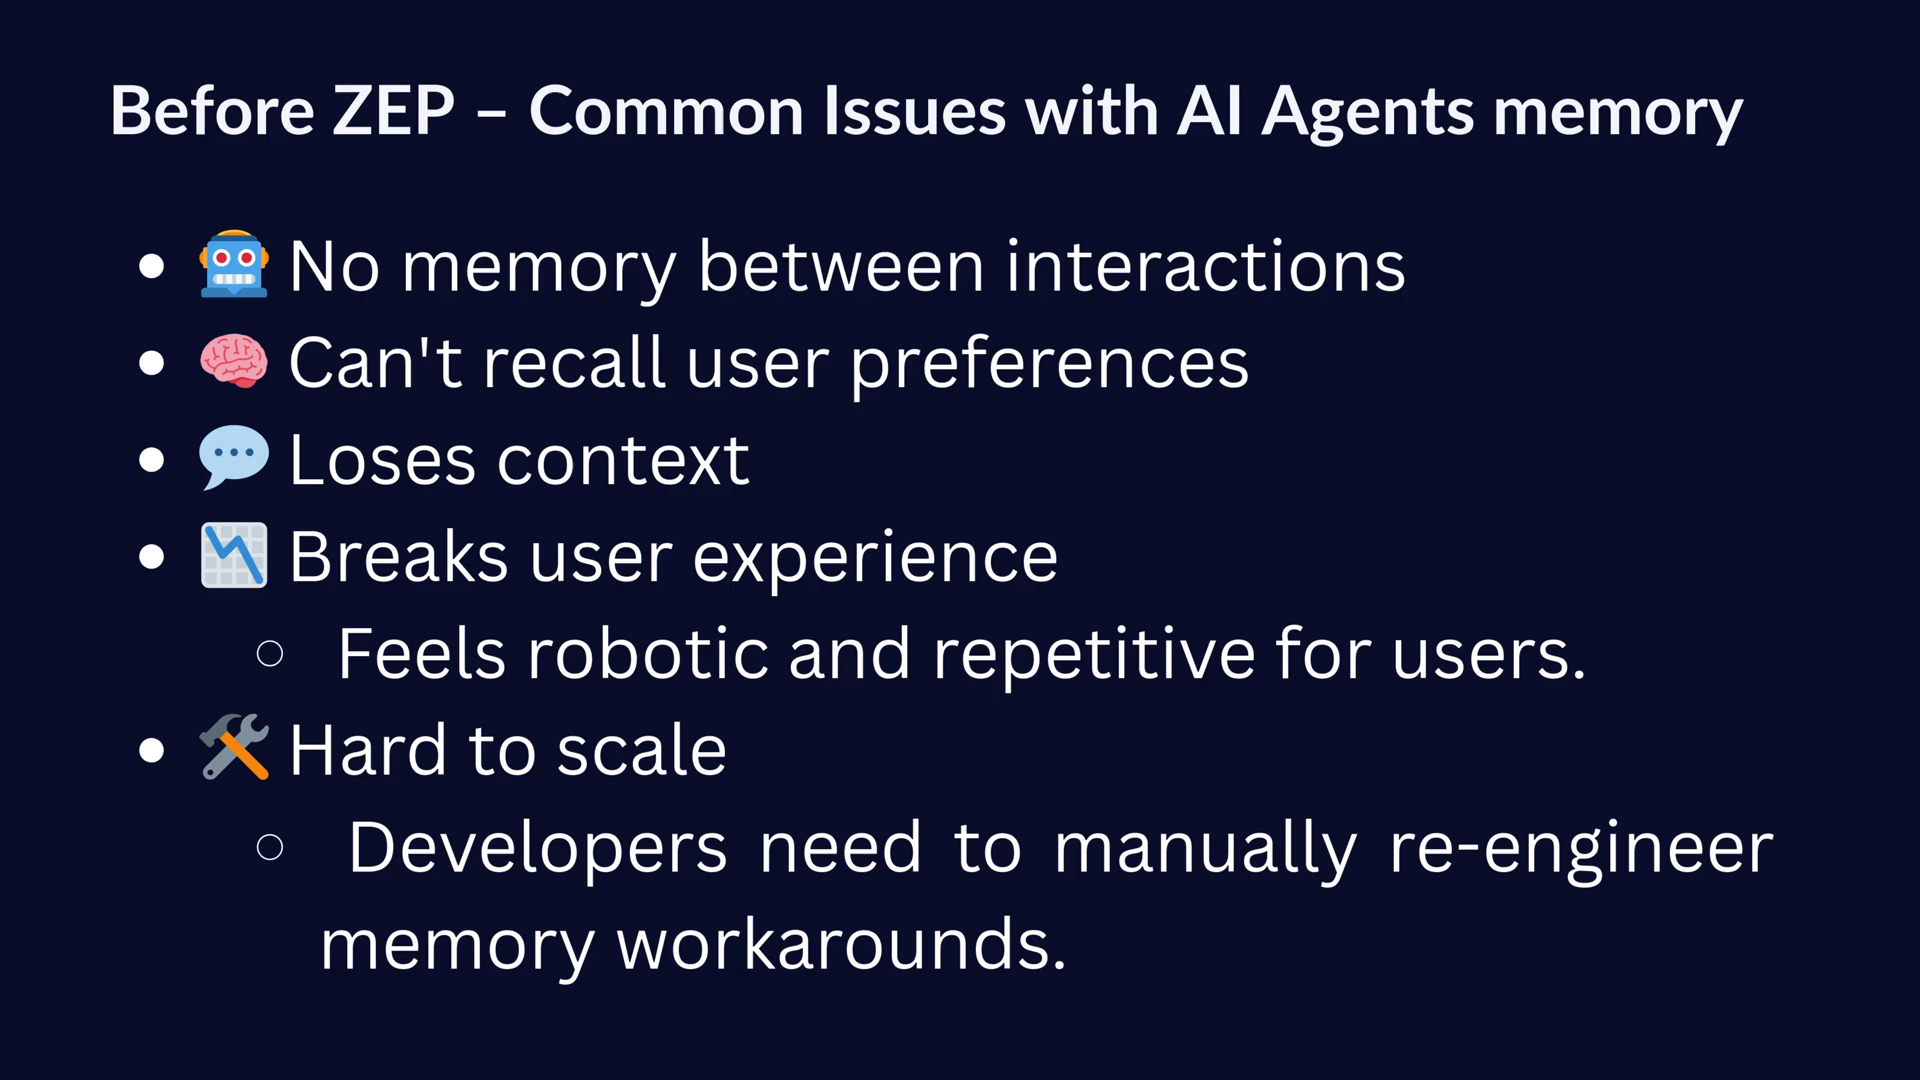 Before ZEP – Common Issues with AI Agents memory
• 🤖 No memory between interactions
• 🧠 Can't recall user preferences
• 💬 Loses context
• 📉 Breaks user experience
○ Feels robotic and repetitive for users.
• 🛠 Hard to scale
○ Developers need to manually re-engineer
memory workarounds.